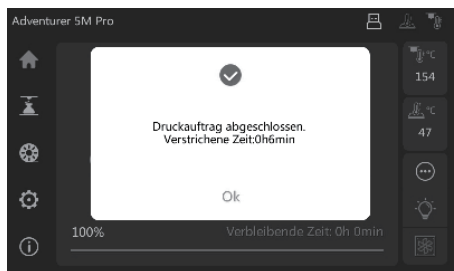 Adventurer 5M Pro
°C
154
Druckauftrag abgeschlossen.
Verstrichene Zeit:0h6min
°C
47
Ok
100%
Verbleibende Zeit: 0h 0min